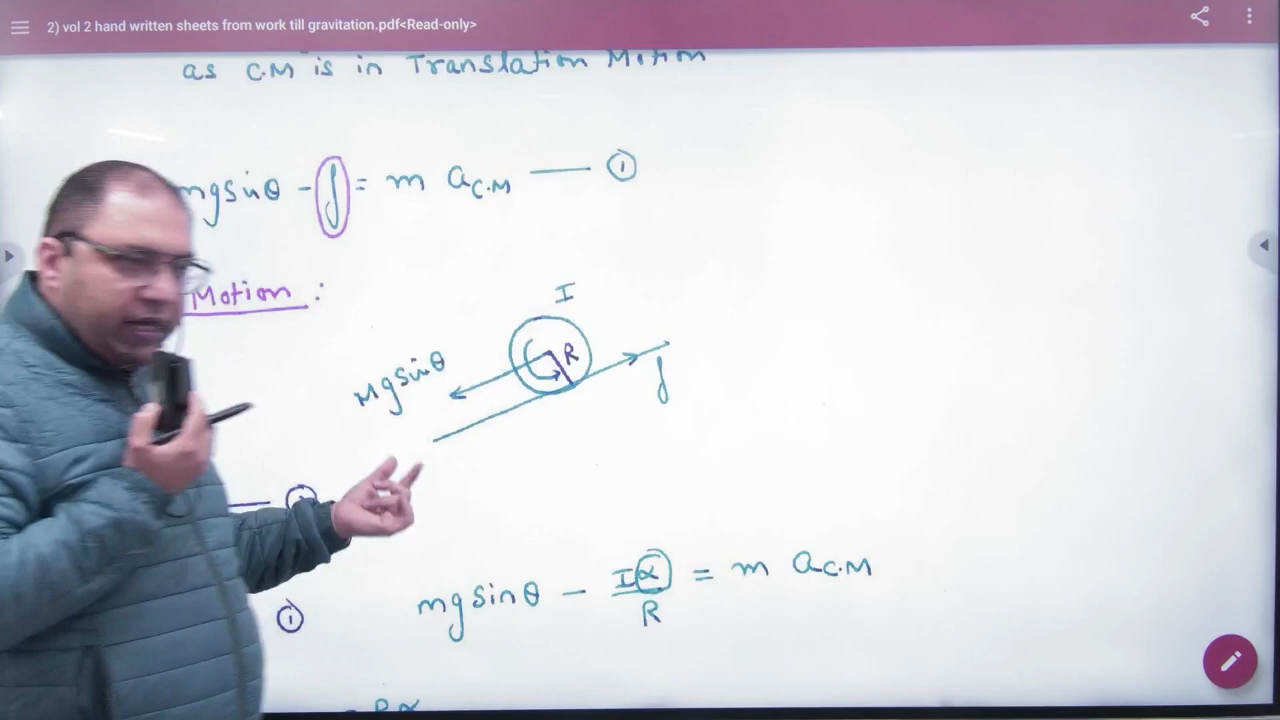 2) vol 2 hand written sheets from work till gravitation.pdf<Read-only>
as C.M is in Translation Motion
mgsinθ - f = m a_C.M — ①
Motion :
I
R
Mgsinθ
f
①
mgsinθ - Iα/R = m a_C.M
= Rα